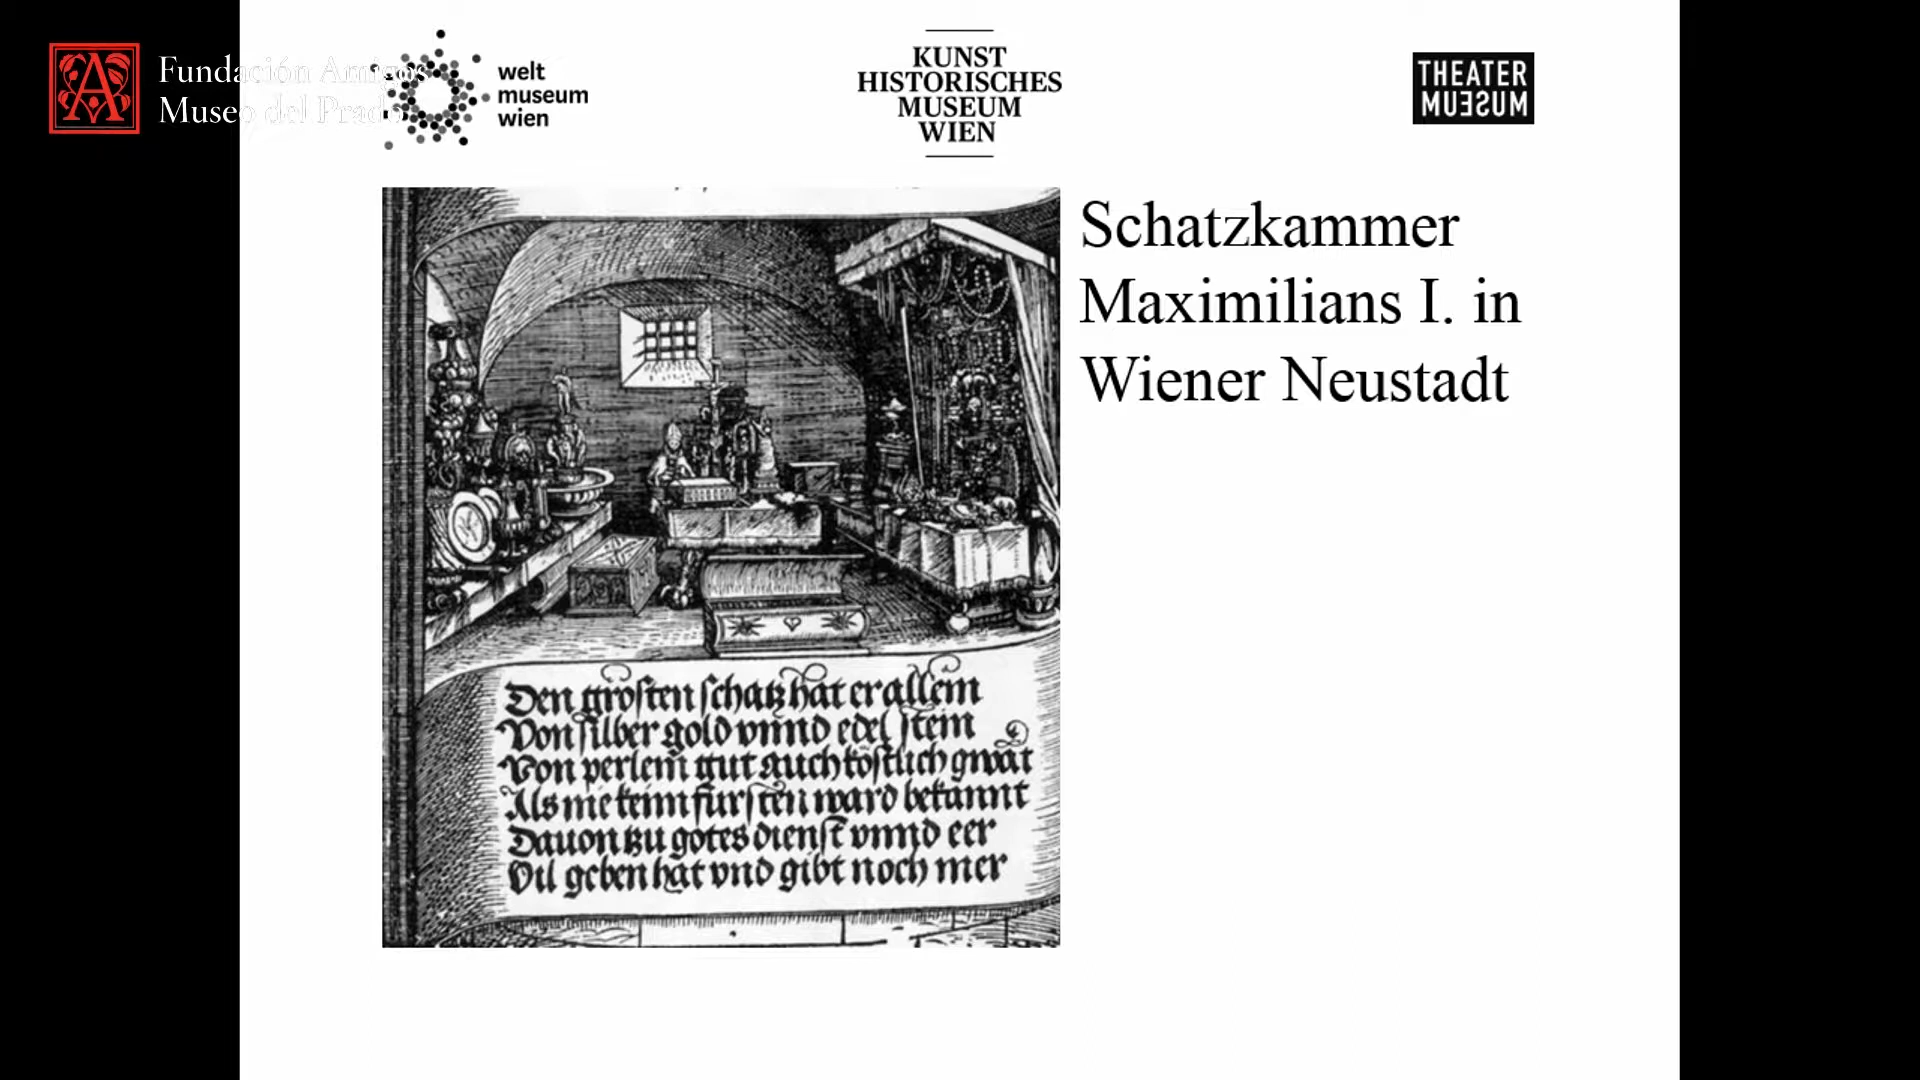 Fundación Amigos
Museo del Prado
welt
museum
wien
KUNST
HISTORISCHES
MUSEUM
WIEN
THEATER
MUSEUM
Schatzkammer
Maximilians I. in
Wiener Neustadt
Den grösten schatz hat er allein
Von silber gold vnnd edel stein
Von perlein gut auch köstlich gwat
Als nie keim fürsten ward bekannt
Dauon zu gotes dienst vnnd eer
Vil geben hat vnd gibt noch mer